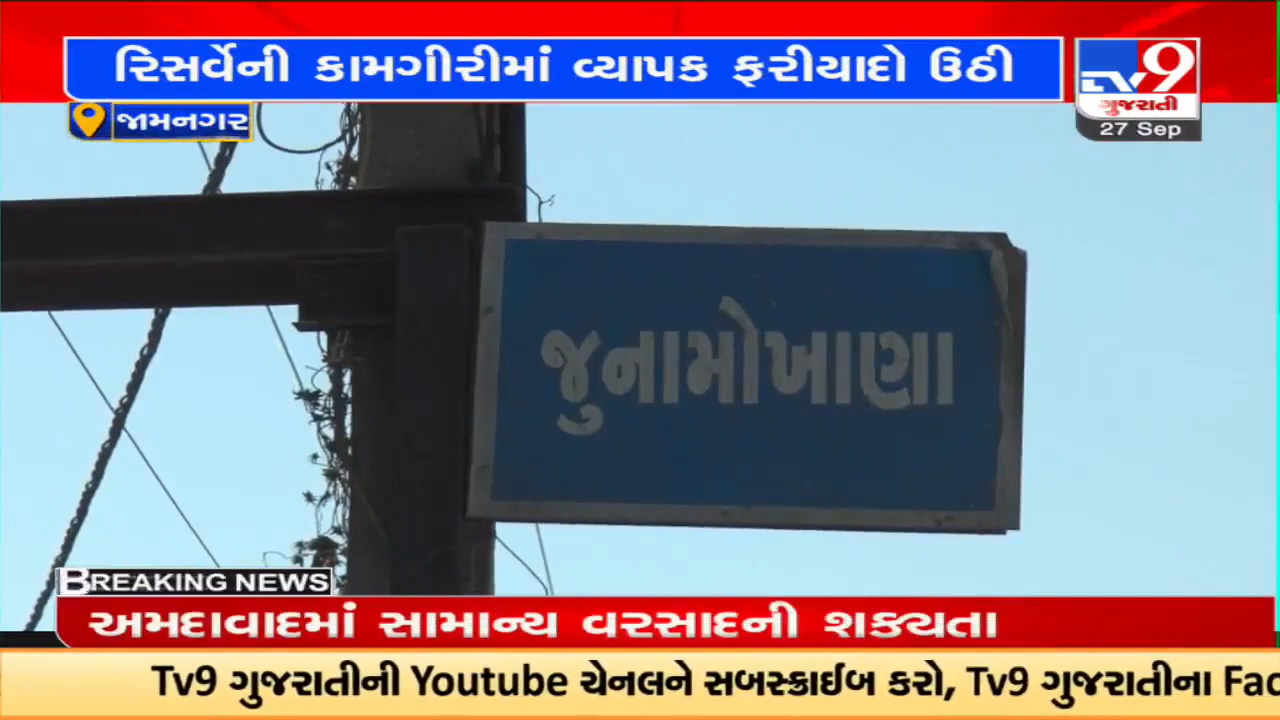 રિસર્વેની કામગીરીમાં વ્યાપક ફરીયાદો ઉઠી
TV9
ગુજરાતી
27 Sep
જામનગર
જુનામોખાણા
BREAKING NEWS
અમદાવાદમાં સામાન્ય વરસાદની શક્યતા
Tv9 ગુજરાતીની Youtube ચેનલને સબસ્ક્રાઈબ કરો, Tv9 ગુજરાતીના Fac